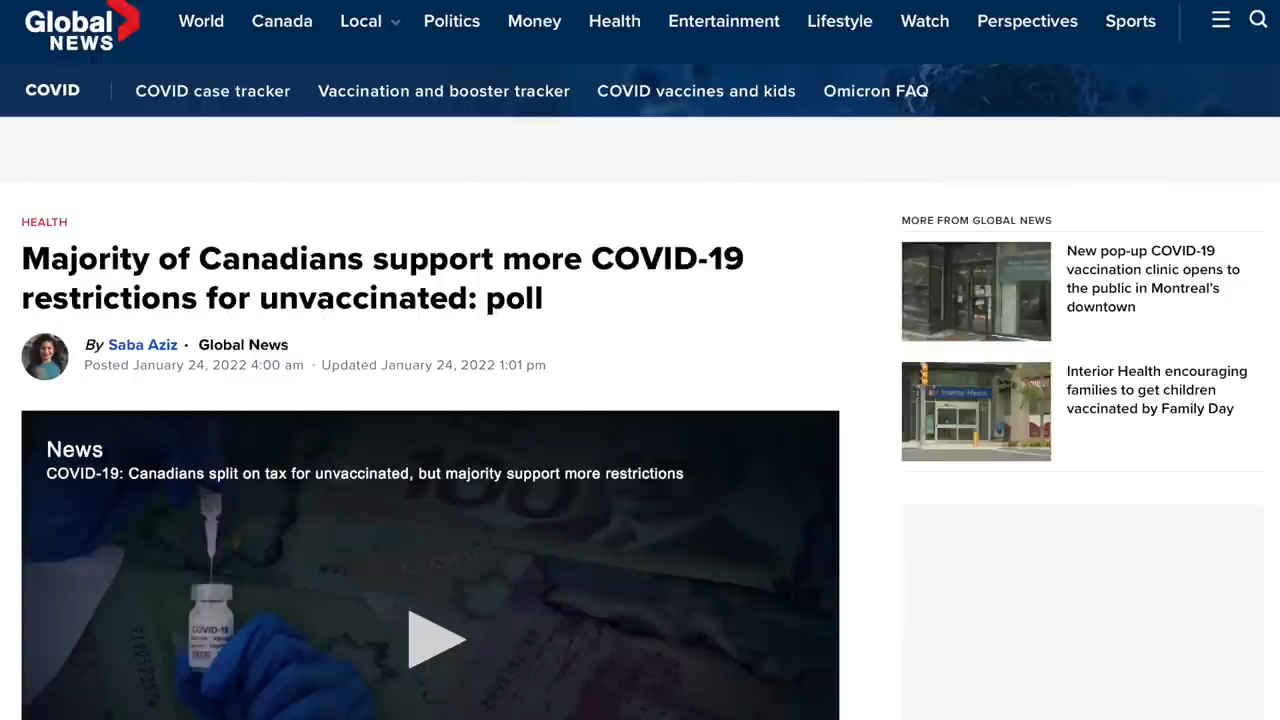 Global
NEWS
World Canada Local Politics Money Health Entertainment Lifestyle Watch Perspectives Sports
COVID COVID case tracker Vaccination and booster tracker COVID vaccines and kids Omicron FAQ
HEALTH
Majority of Canadians support more COVID-19
restrictions for unvaccinated: poll
By Saba Aziz · Global News
Posted January 24, 2022 4:00 am · Updated January 24, 2022 1:01 pm
News
COVID-19: Canadians split on tax for unvaccinated, but majority support more restrictions
100
COVID-19
MORE FROM GLOBAL NEWS
New pop-up COVID-19
vaccination clinic opens to
the public in Montreal's
downtown
Interior Health
Interior Health encouraging
families to get children
vaccinated by Family Day